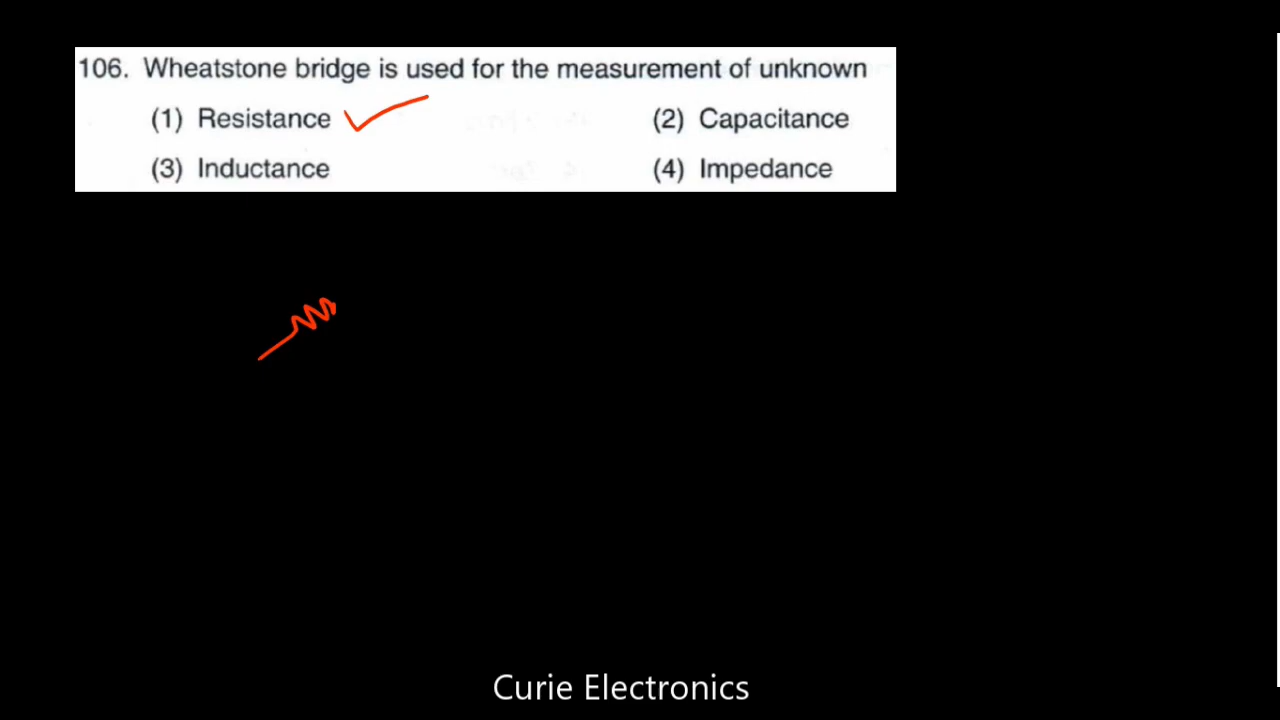 106. Wheatstone bridge is used for the measurement of unknown
(1) Resistance (2) Capacitance
(3) Inductance (4) Impedance
Curie Electronics